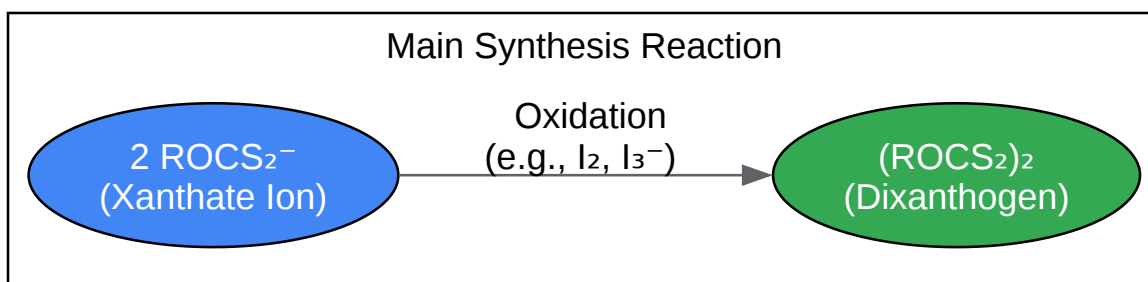 Main Synthesis Reaction
2 ROCS₂⁻
(Xanthate Ion)
Oxidation
(e.g., I₂, I₃⁻)
(ROCS₂)₂
(Dixanthogen)